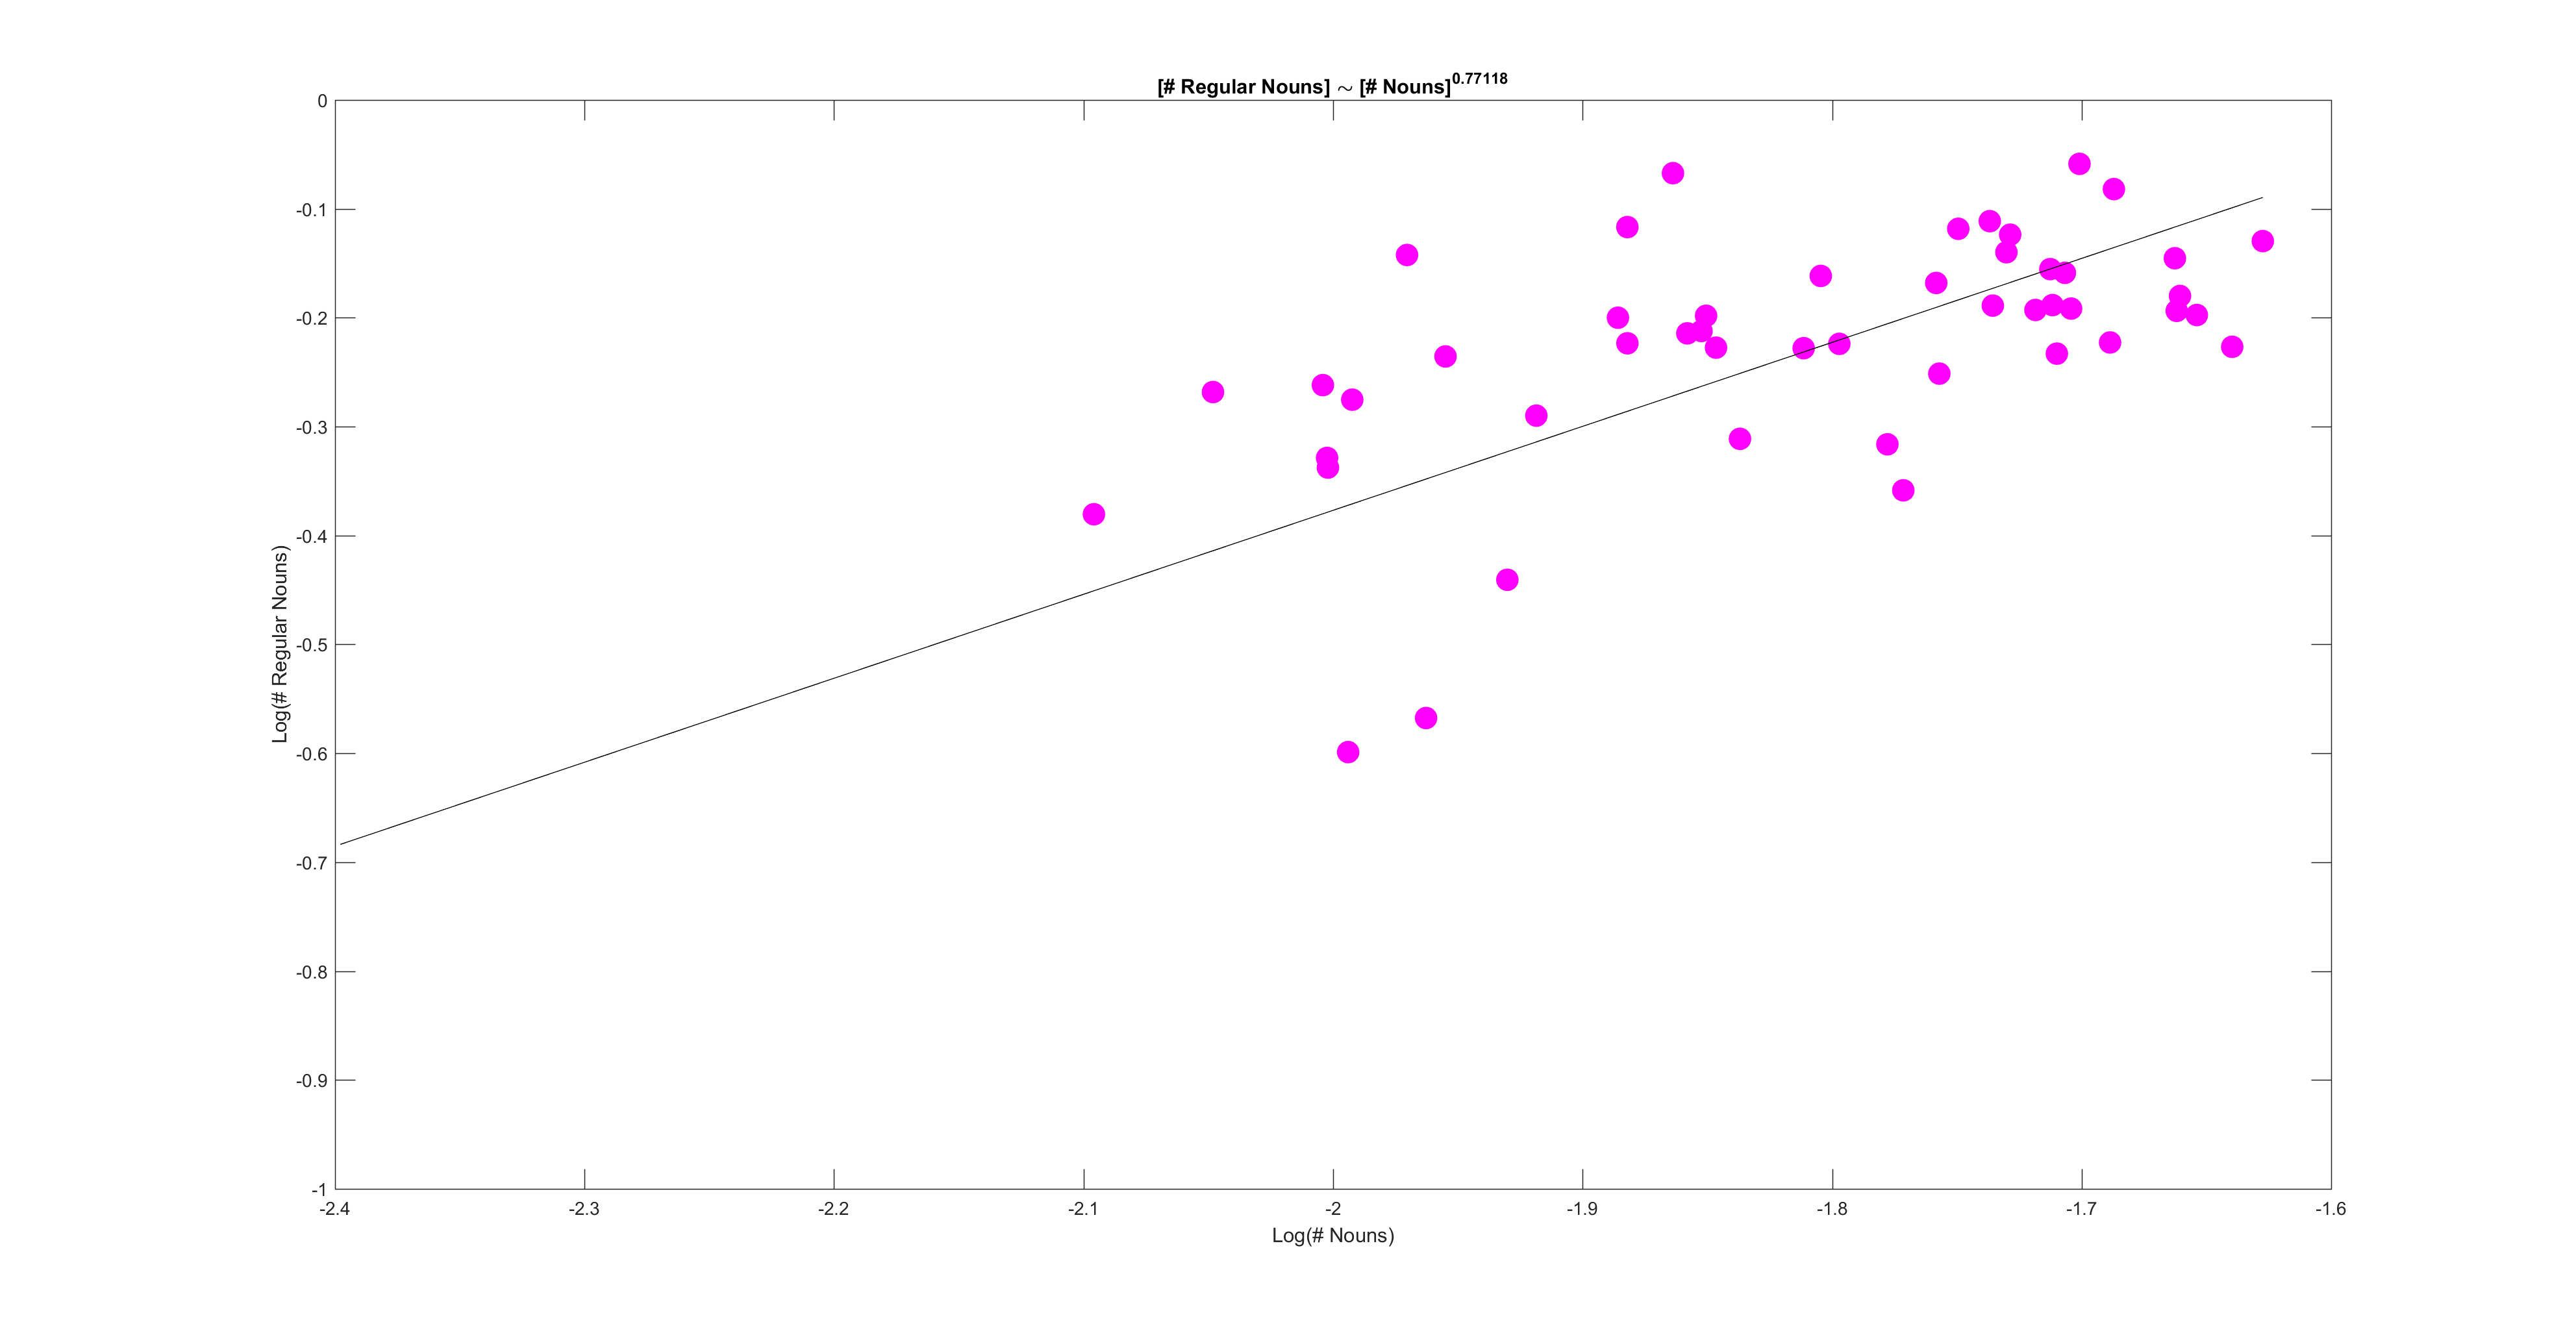 [# Regular Nouns] ~ [# Nouns]^0.77118
0
-0.1
-0.2
-0.3
-0.4
-0.5
-0.6
-0.7
-0.8
-0.9
-1
Log(# Regular Nouns)
-2.4 -2.3 -2.2 -2.1 -2 -1.9 -1.8 -1.7 -1.6
Log(# Nouns)